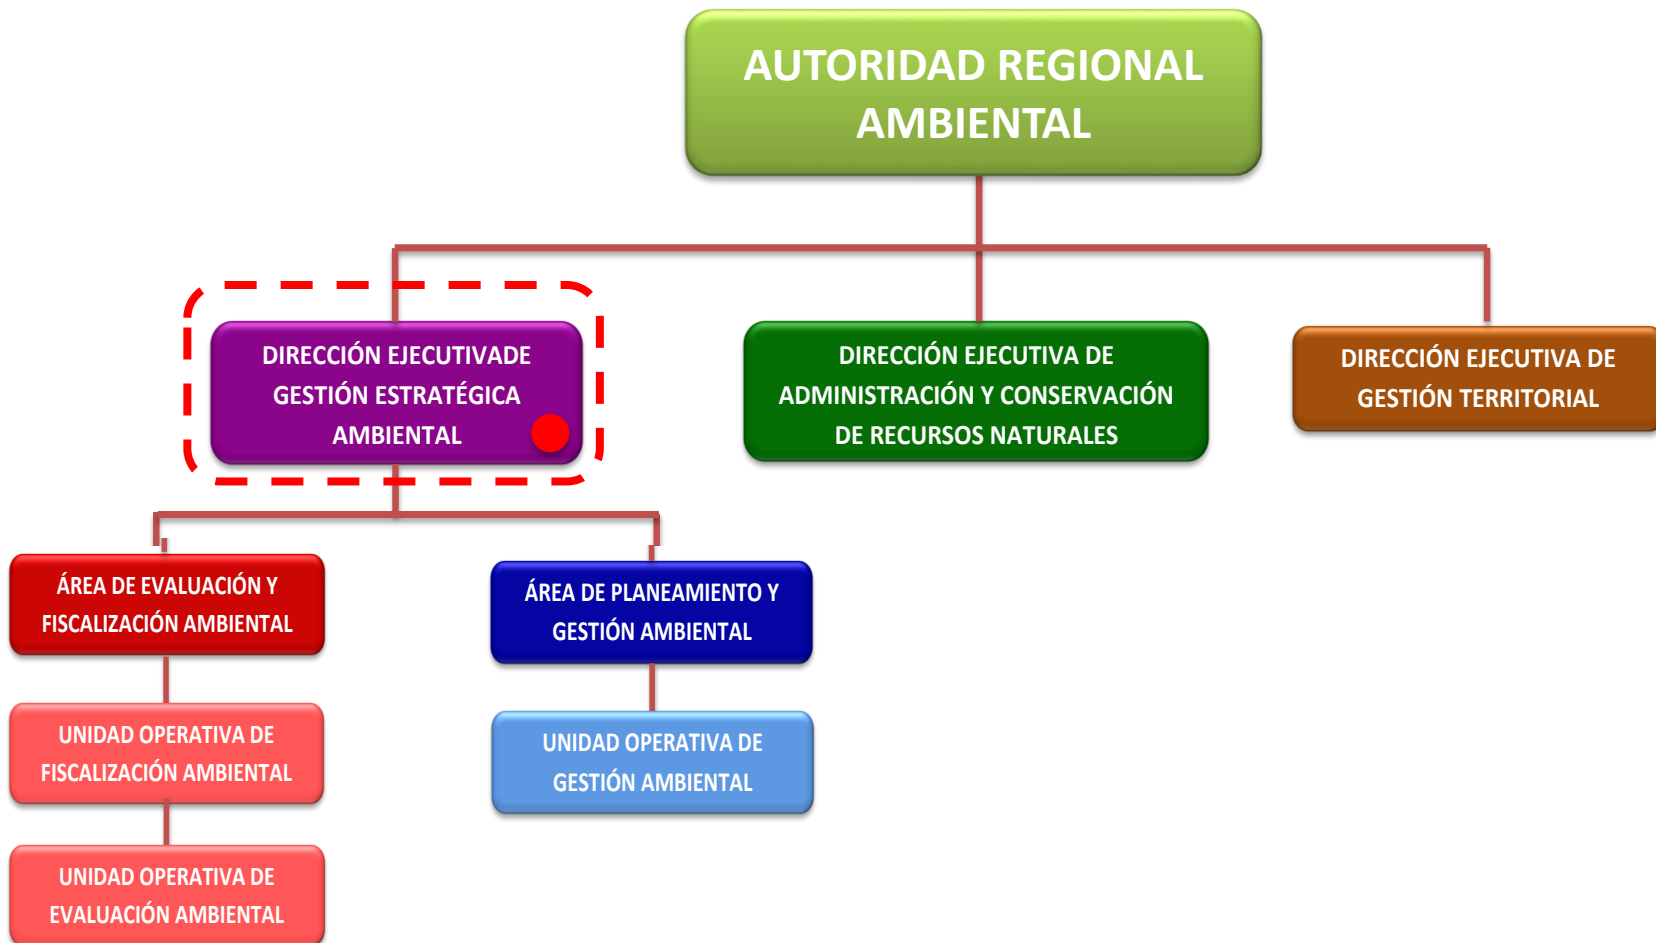 AUTORIDAD REGIONAL
AMBIENTAL
DIRECCIÓN EJECUTIVADE
GESTIÓN ESTRATÉGICA
AMBIENTAL
DIRECCIÓN EJECUTIVA DE
ADMINISTRACIÓN Y CONSERVACIÓN
DE RECURSOS NATURALES
DIRECCIÓN EJECUTIVA DE
GESTIÓN TERRITORIAL
ÁREA DE EVALUACIÓN Y
FISCALIZACIÓN AMBIENTAL
ÁREA DE PLANEAMIENTO Y
GESTIÓN AMBIENTAL
UNIDAD OPERATIVA DE
FISCALIZACIÓN AMBIENTAL
UNIDAD OPERATIVA DE
GESTIÓN AMBIENTAL
UNIDAD OPERATIVA DE
EVALUACIÓN AMBIENTAL